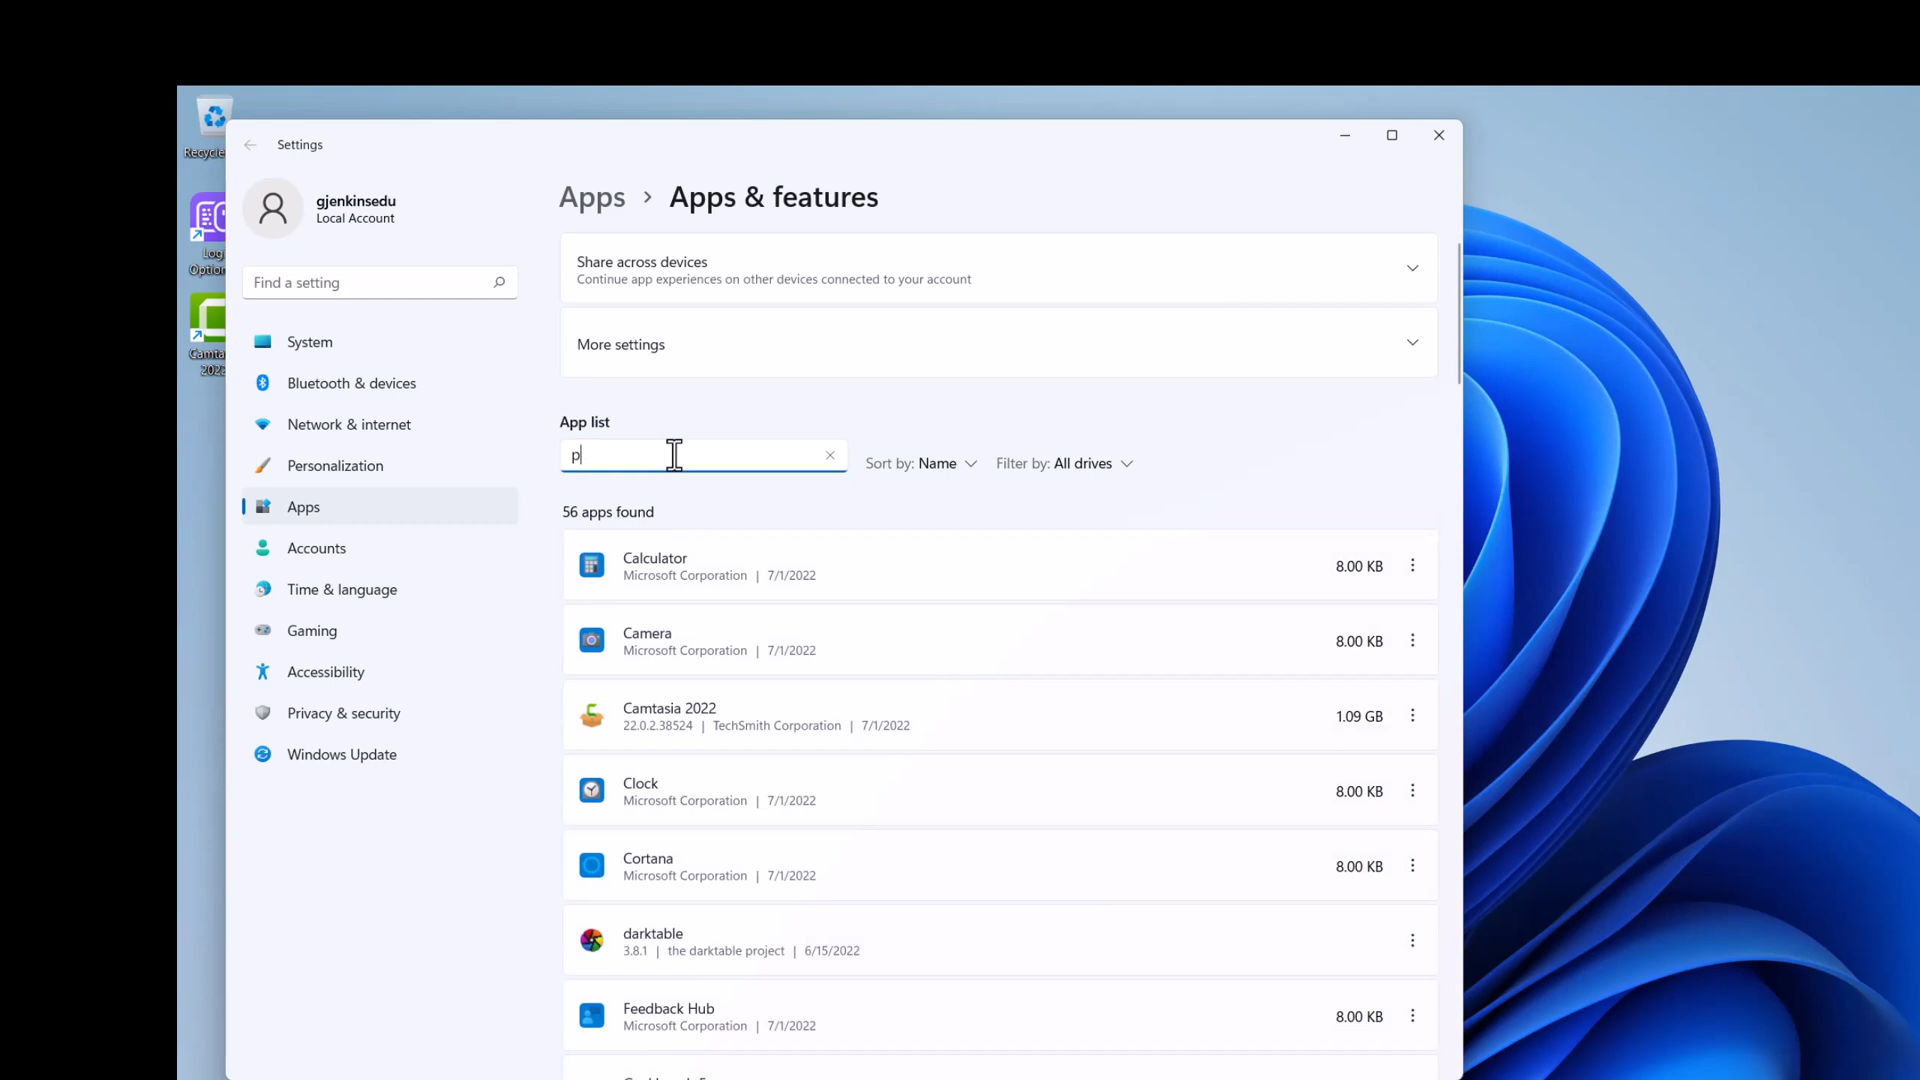 Recycle
Log
Option
Camta
202
Settings
gjenkinsedu
Local Account
Find a setting
System
Bluetooth & devices
Network & internet
Personalization
Apps
Accounts
Time & language
Gaming
Accessibility
Privacy & security
Windows Update
Apps > Apps & features
Share across devices
Continue app experiences on other devices connected to your account
More settings
App list
p
Sort by: Name
Filter by: All drives
56 apps found
Calculator
Microsoft Corporation | 7/1/2022
8.00 KB
Camera
Microsoft Corporation | 7/1/2022
8.00 KB
Camtasia 2022
22.0.2.38524 | TechSmith Corporation | 7/1/2022
1.09 GB
Clock
Microsoft Corporation | 7/1/2022
8.00 KB
Cortana
Microsoft Corporation | 7/1/2022
8.00 KB
darktable
3.8.1 | the darktable project | 6/15/2022
Feedback Hub
Microsoft Corporation | 7/1/2022
8.00 KB